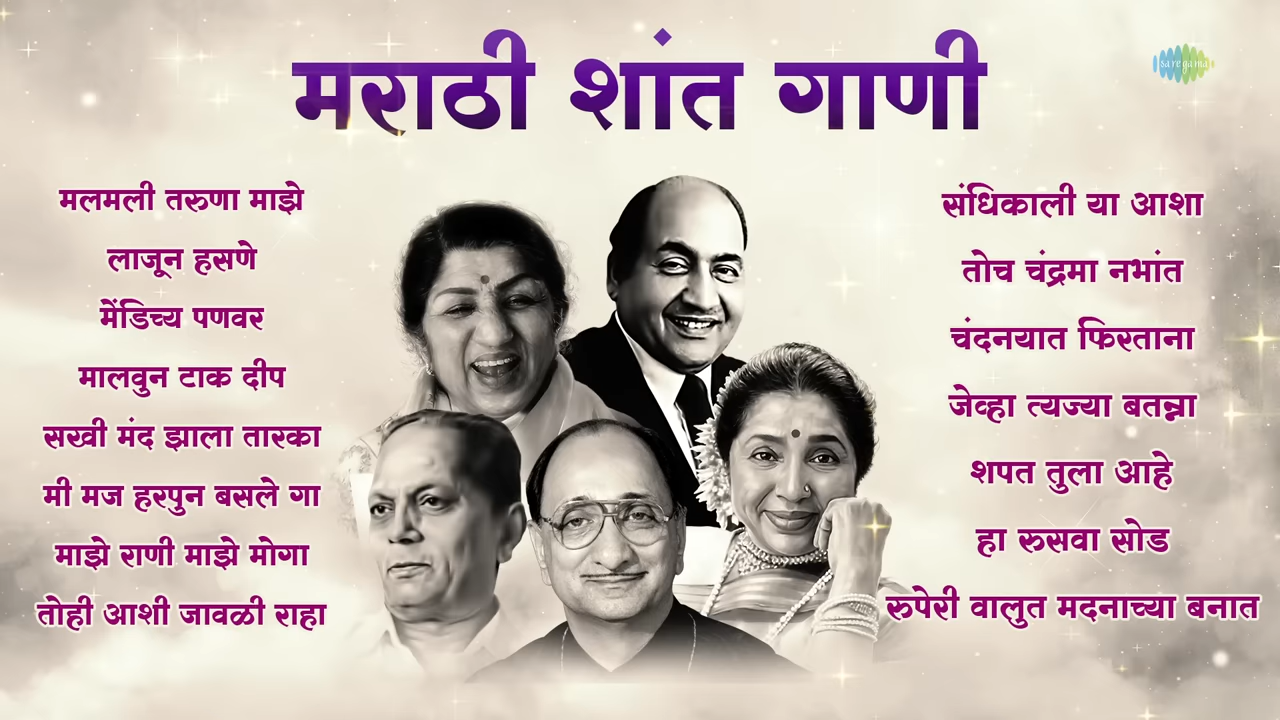 मराठी शांत गाणी
saregama
मलमली तरुणा माझे
लाजून हसणे
मेंडिच्य पणवर
मालवुन टाक दीप
सखी मंद झाला तारका
मी मज हरपुन बसले गा
माझे राणी माझे मोगा
तोही आशी जावळी राहा
संधिकाली या आशा
तोच चंद्रमा नभांत
चंदनयात फिरताना
जेव्हा त्यज्या बतन्ना
शपत तुला आहे
हा रुसवा सोड
रुपेरी वालुत मदनाच्या बनात